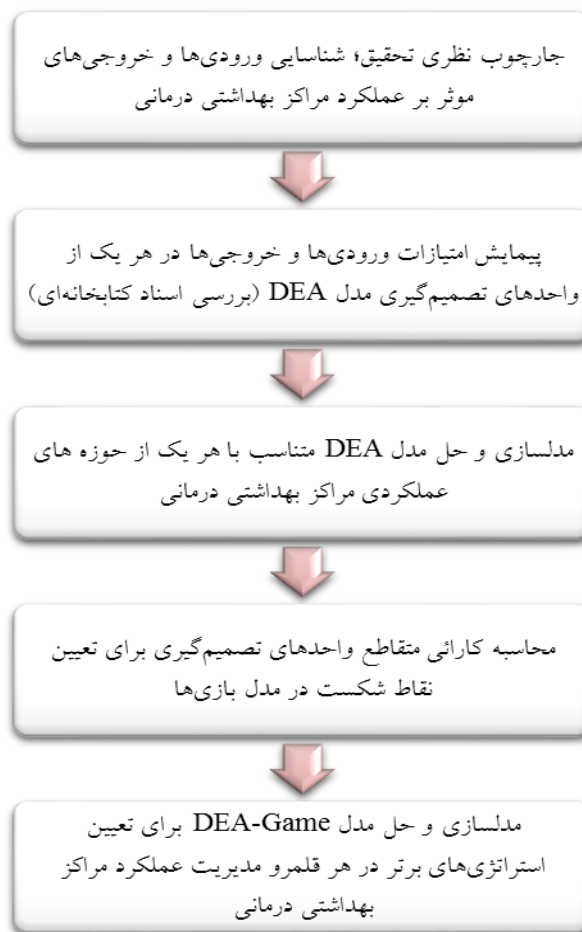 جارچوب نظری تحقیق؛ شناسایی ورودی‌ها و خروجی‌های
موثر بر عملکرد مراکز بهداشتی درمانی
پیمایش امتیازات ورودی‌ها و خروجی‌ها در هر یک از
واحدهای تصمیم‌گیری مدل DEA (بررسی اسناد کتابخانه‌ای)
مدلسازی و حل مدل DEA متناسب با هر یک از حوزه های
عملکردی مراکز بهداشتی درمانی
محاسبه کارائی متقاطع واحدهای تصمیم‌گیری برای تعیین
نقاط شکست در مدل بازی‌ها
مدلسازی و حل مدل DEA-Game برای تعیین
استراتژی‌های برتر در هر قلمرو مدیریت عملکرد مراکز
بهداشتی درمانی